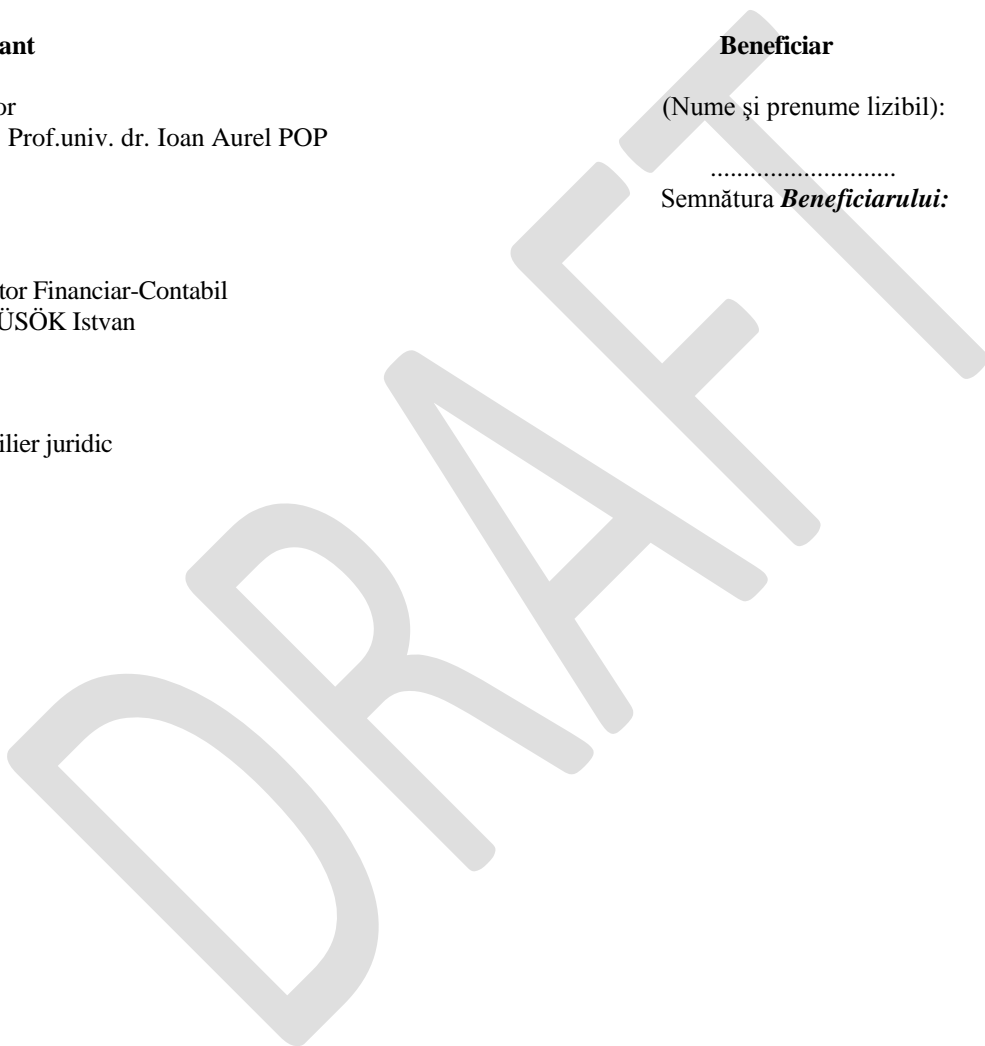 ant
or
Prof.univ. dr. Ioan Aurel POP
tor Financiar-Contabil
ÜSÖK Istvan
ilier juridic
Beneficiar
(Nume şi prenume lizibil):
............................
Semnătura Beneficiarului:
DRAFT